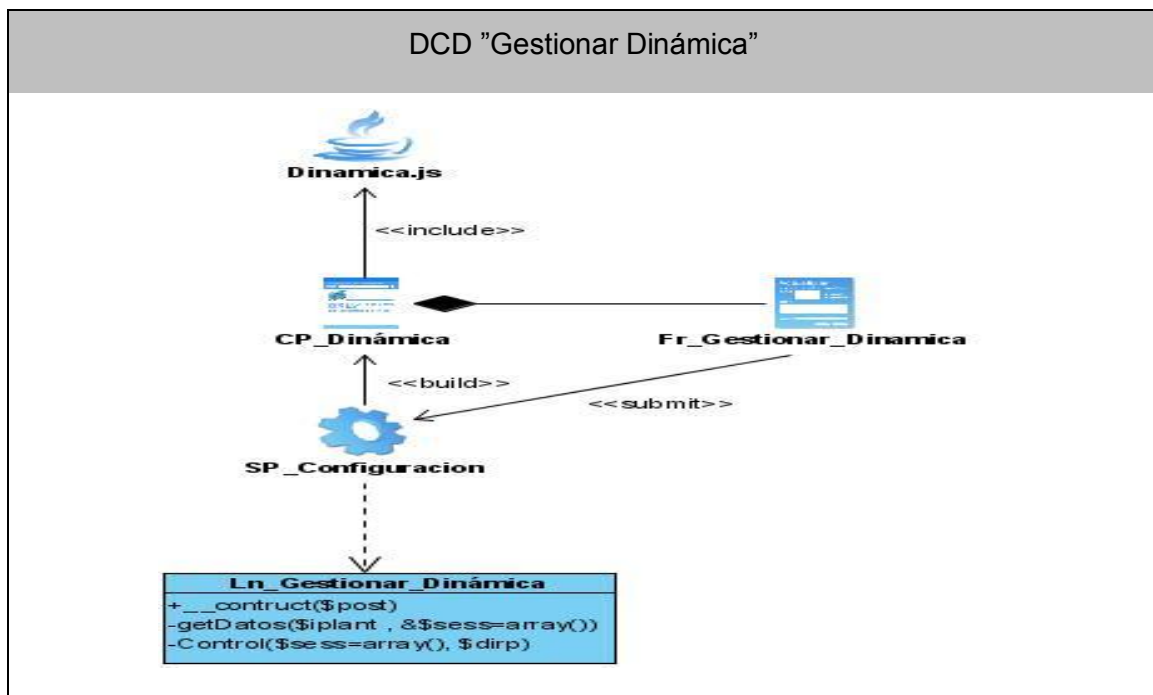 DCD ”Gestionar Dinámica”
Dinamica.js
<<include>>
CP_Dinámica
Fr_Gestionar_Dinamica
<<build>>
<<submit>>
SP_Configuracion
Ln_Gestionar_Dinámica
+__contruct($post)
-getDatos($iplant , &$sess=array())
-Control($sess=array(), $dirp)